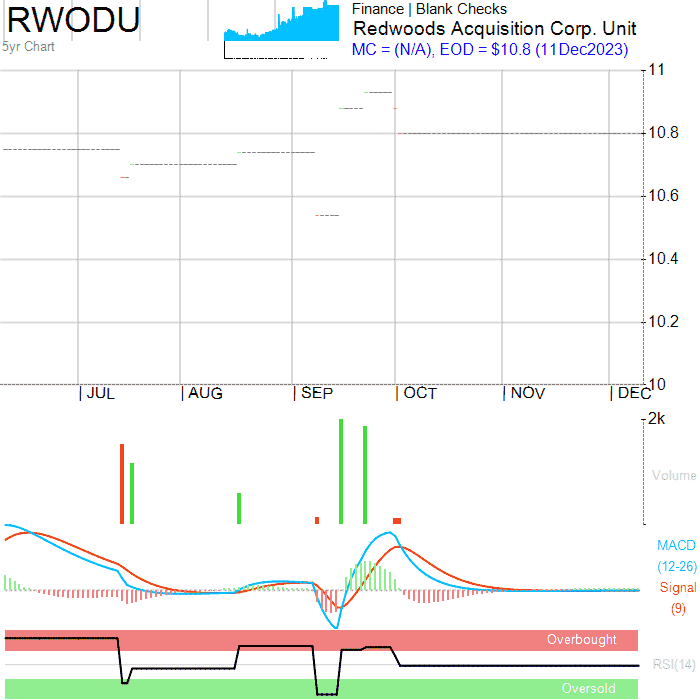 RWODU
5yr Chart
Finance | Blank Checks
Redwoods Acquisition Corp. Unit
MC = (N/A), EOD = $10.8 (11Dec2023)
11
10.8
10.6
10.4
10.2
10
JUL
AUG
SEP
OCT
NOV
DEC
2k
Volume
MACD
(12-26)
Signal
(9)
Overbought
RSI(14)
Oversold